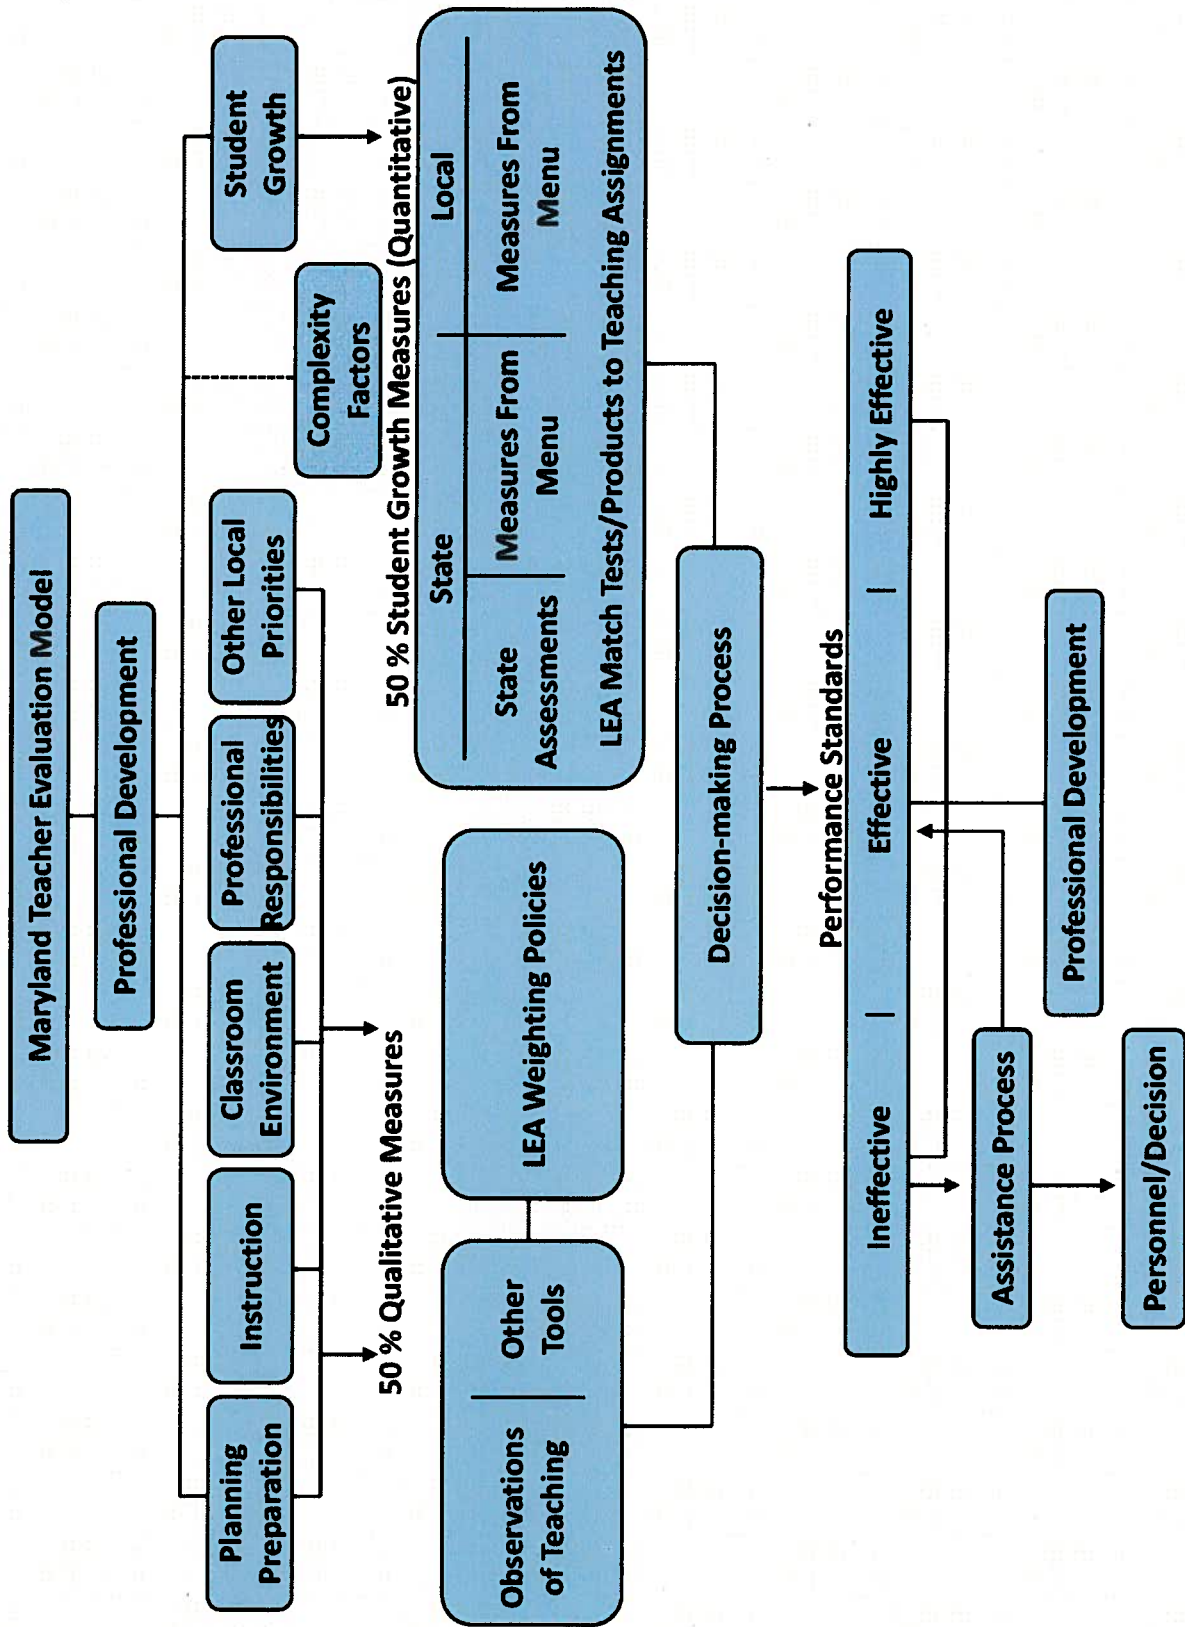 Maryland Teacher Evaluation Model
Professional Development
Planning
Preparation
Instruction
Classroom
Environment
Professional
Responsibilities
Other Local
Priorities
Complexity
Factors
Student
Growth
50 % Qualitative Measures
50 % Student Growth Measures (Quantitative)
Observations
of Teaching
Other
Tools
LEA Weighting Policies
State
Local
State
Assessments
Measures From
Menu
Measures From
Menu
LEA Match Tests/Products to Teaching Assignments
Decision-making Process
Performance Standards
Ineffective | Effective | Highly Effective
Assistance Process
Professional Development
Personnel/Decision